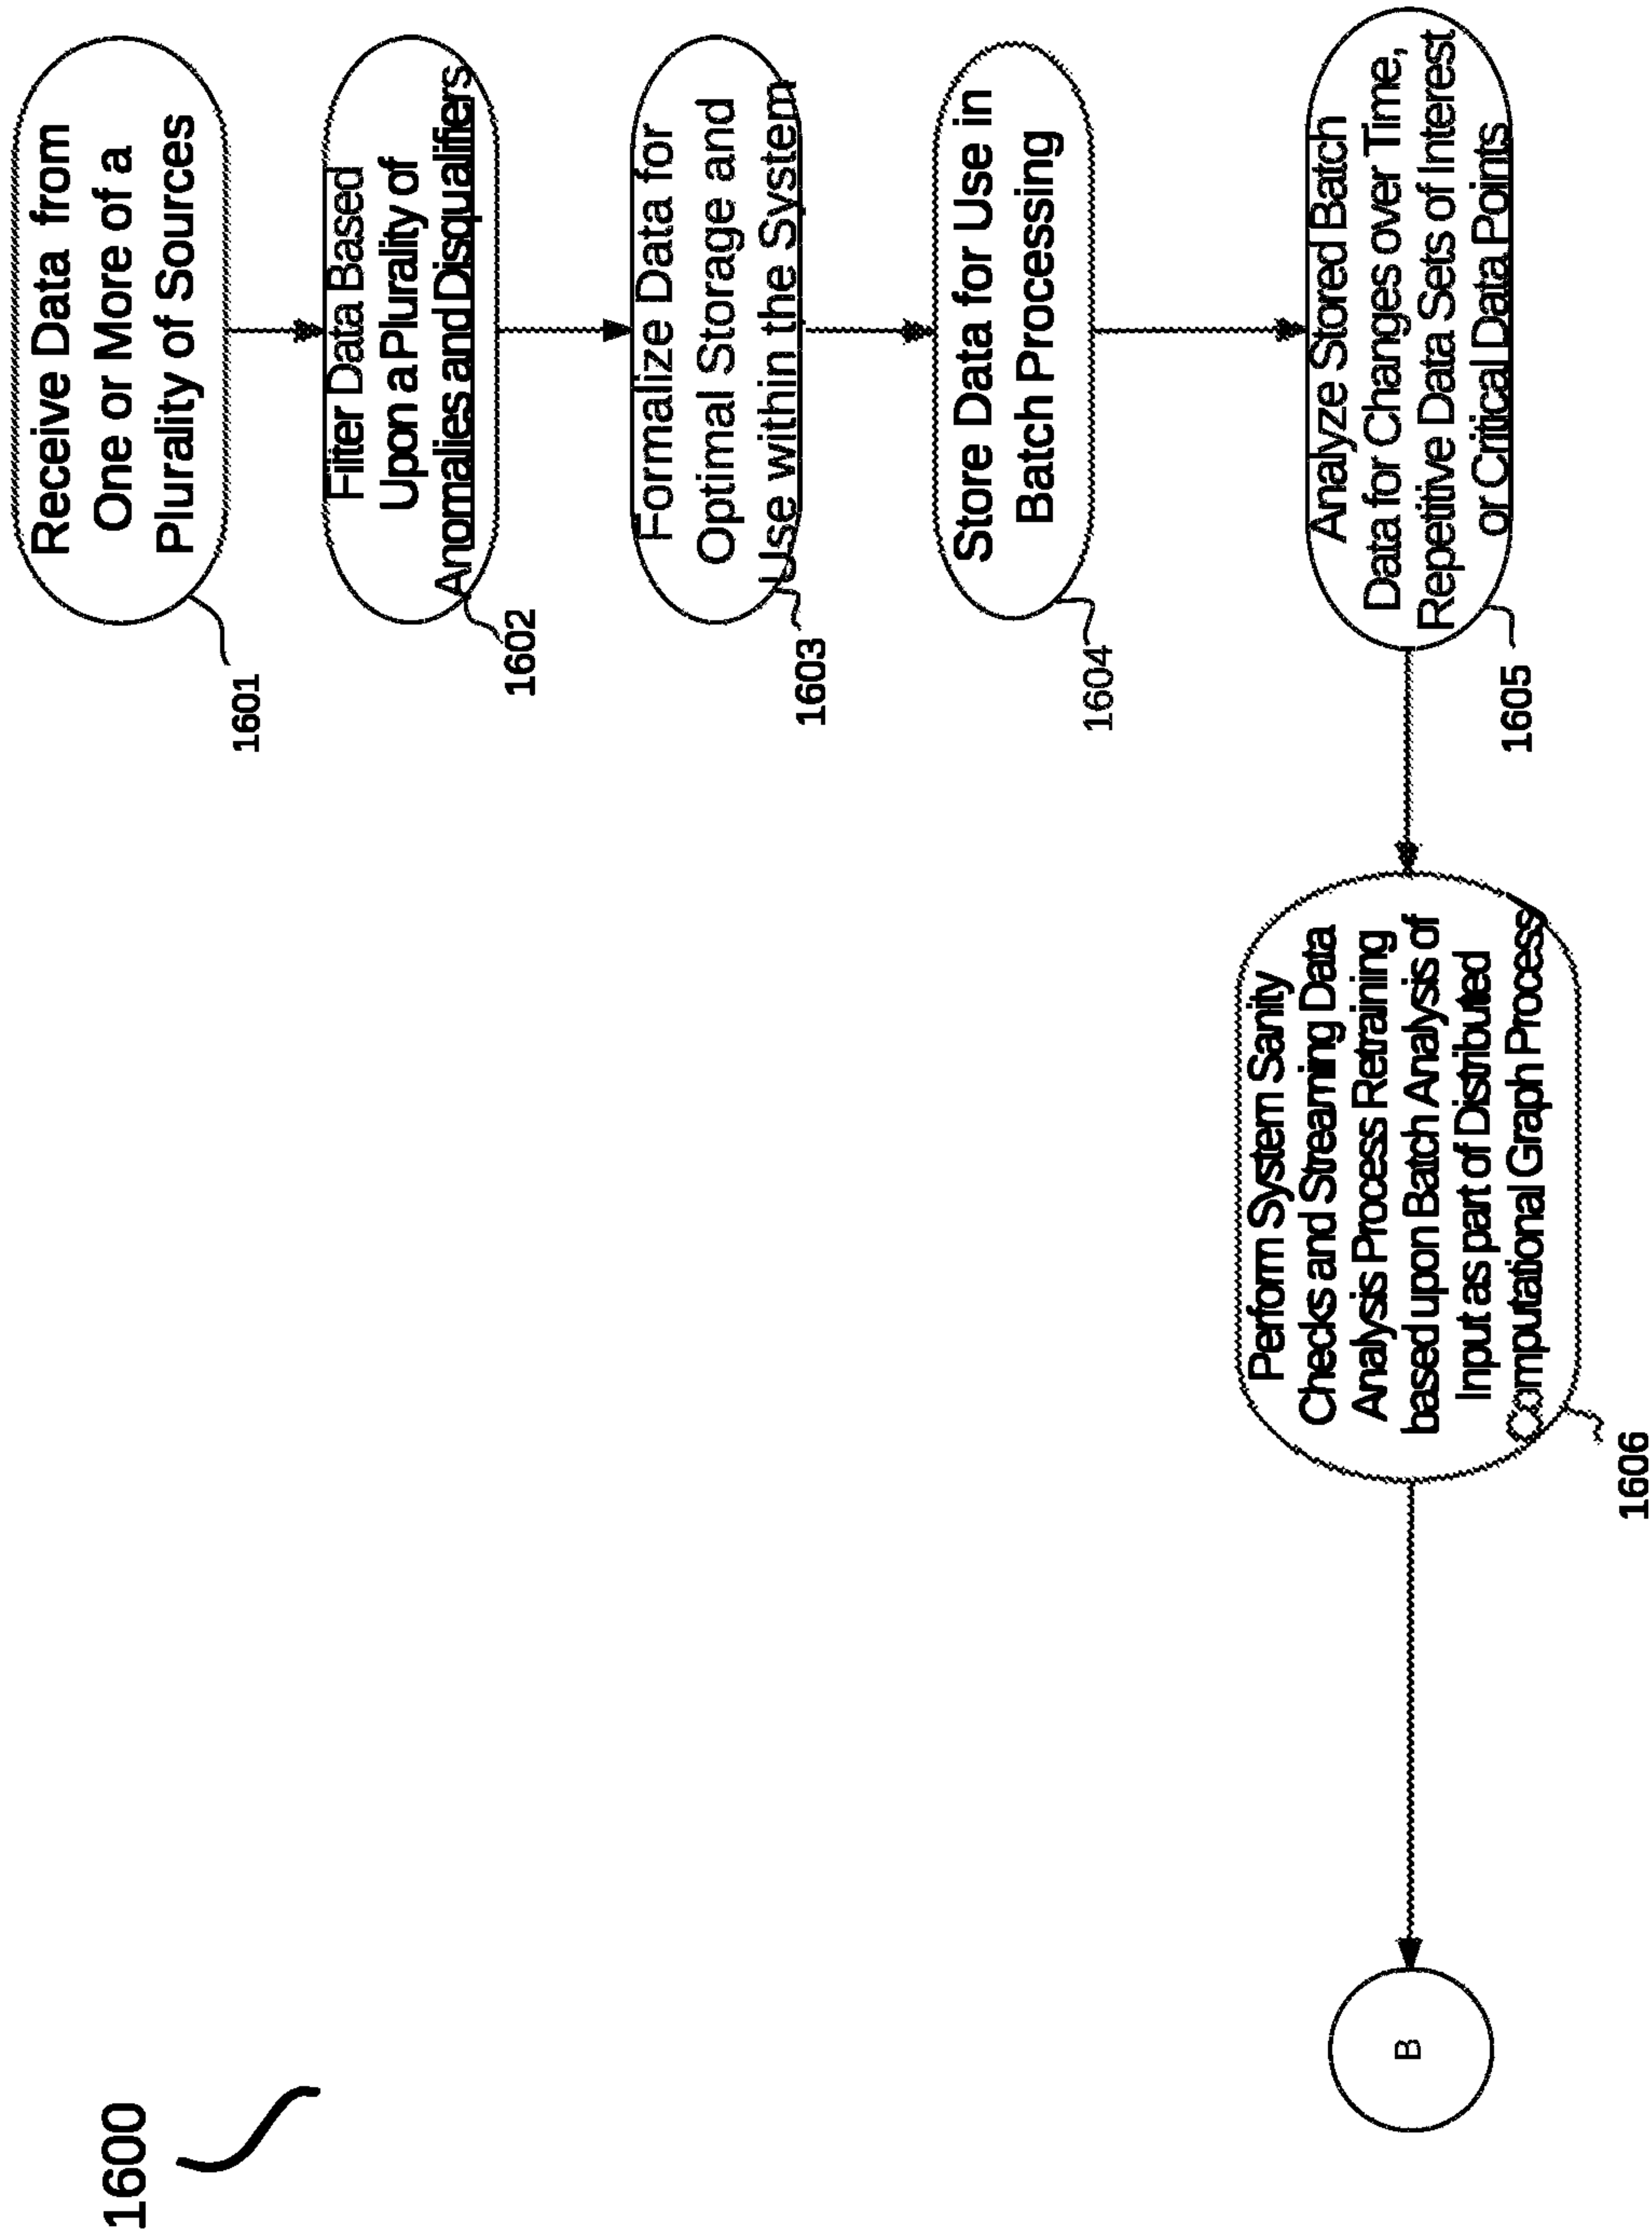 1600
Receive Data from
One or More of a
Plurality of Sources
1601
Filter Data Based
Upon a Plurality of
Anomalies and Disqualifiers
1602
Formalize Data for
Optimal Storage and
Use within the System
1603
Store Data for Use in
Batch Processing
1604
Analyze Stored Batch
Data for Changes over Time,
Repetitive Data Sets of Interest
or Critical Data Points
1605
Perform System Sanity
Checks and Streaming Data
Analysis Process Retraining
based upon Batch Analysis of
Input as part of Distributed
Computational Graph Process
1606
B